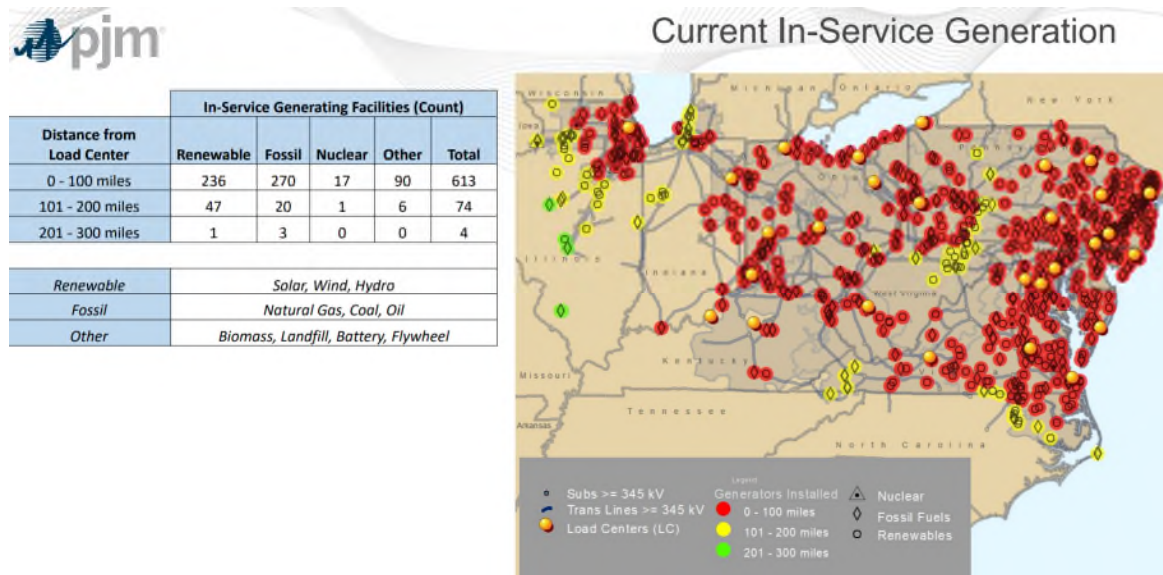 pjm
Current In-Service Generation
In-Service Generating Facilities (Count)
Distance from Load Center Renewable Fossil Nuclear Other Total
0 - 100 miles 236 270 17 90 613
101 - 200 miles 47 20 1 6 74
201 - 300 miles 1 3 0 0 4
Renewable Solar, Wind, Hydro
Fossil Natural Gas, Coal, Oil
Other Biomass, Landfill, Battery, Flywheel
Wisconsin
Michigan
Ontario
New York
Iowa
Ohio
Illinois
Indiana
West Virginia
Kentucky
Missouri
Tennessee
Arkansas
North Carolina
Legend
Subs >= 345 kV
Trans Lines >= 345 kV
Load Centers (LC)
Generators Installed
0 - 100 miles
101 - 200 miles
201 - 300 miles
Nuclear
Fossil Fuels
Renewables